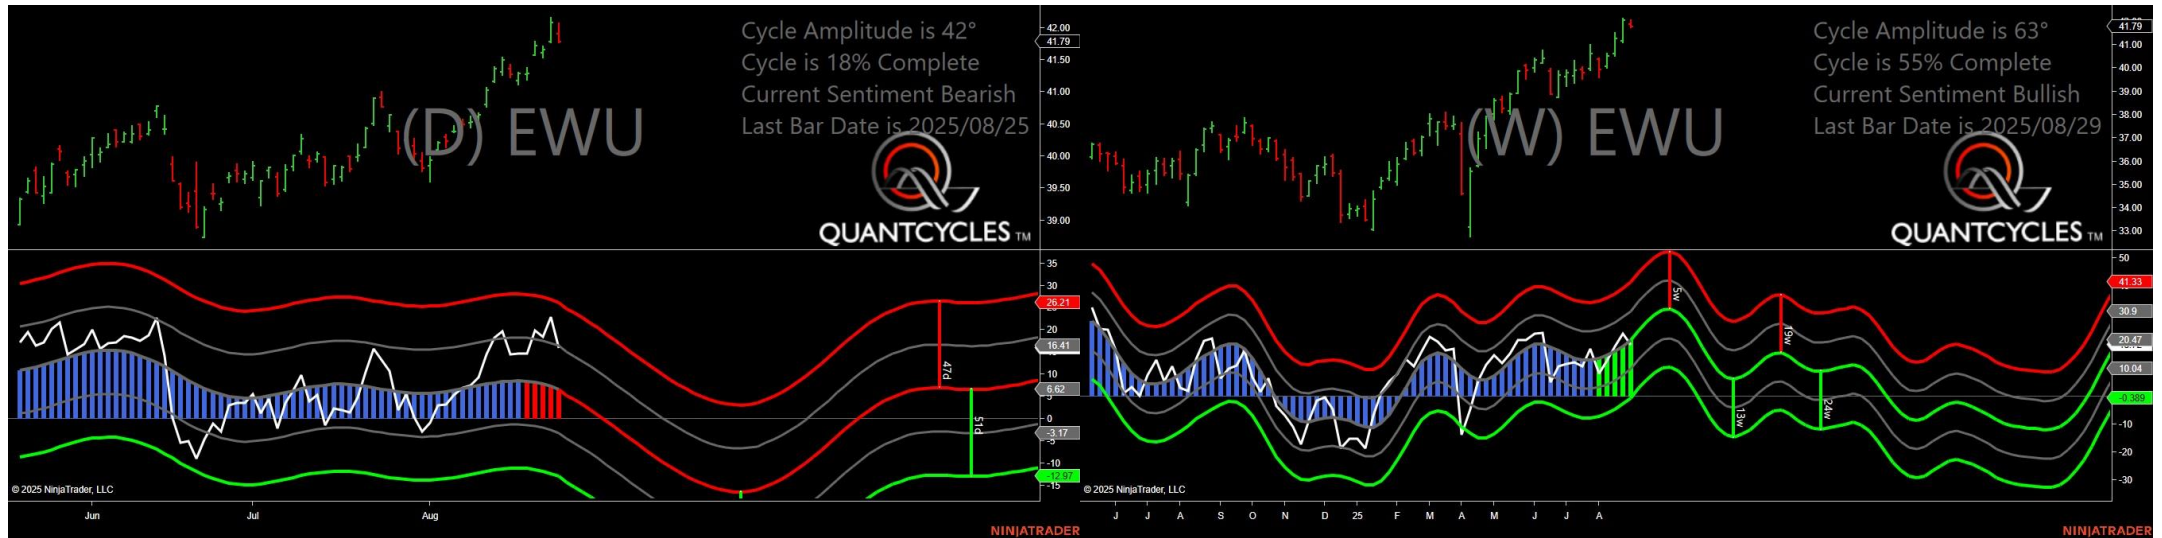 Cycle Amplitude is 42°
Cycle is 18% Complete
Current Sentiment Bearish
Last Bar Date is 2025/08/25
(D) EWU
QUANTCYCLES TM
42.00
41.79
41.50
41.00
40.50
40.00
39.50
39.00
35
30
26.21
20
16.41
10
6.62
0
-3.17
-5
-10
-12.97
-15
47d
51d
© 2025 NinjaTrader, LLC
Jun Jul Aug
NINJATRADER
Cycle Amplitude is 63°
Cycle is 55% Complete
Current Sentiment Bullish
Last Bar Date is 2025/08/29
(W) EWU
QUANTCYCLES TM
41.79
41.00
40.00
39.00
38.00
37.00
36.00
35.00
34.00
33.00
50
41.33
30.9
20.47
10.04
-0.389
-10
-20
-30
5w
19w
13w
24w
© 2025 NinjaTrader, LLC
J J A S O N D 25 F M A M J J A
NINJATRADER